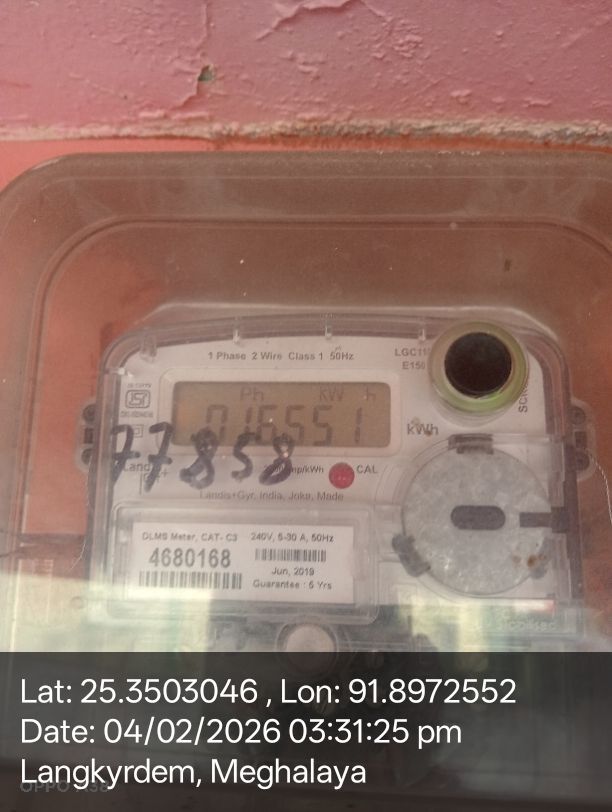 1 Phase 2 Wire Class 1 50Hz
Ph kW h
016551
kWh
77858
CAL
Landis+Gyr, India, Joka, Made
DLMS Meter, CAT- C3 240V, 5-30 A, 50Hz
4680168
Jun, 2019
Guarantee : 5 Yrs
Lat: 25.3503046 , Lon: 91.8972552
Date: 04/02/2026 03:31:25 pm
Langkyrdem, Meghalaya